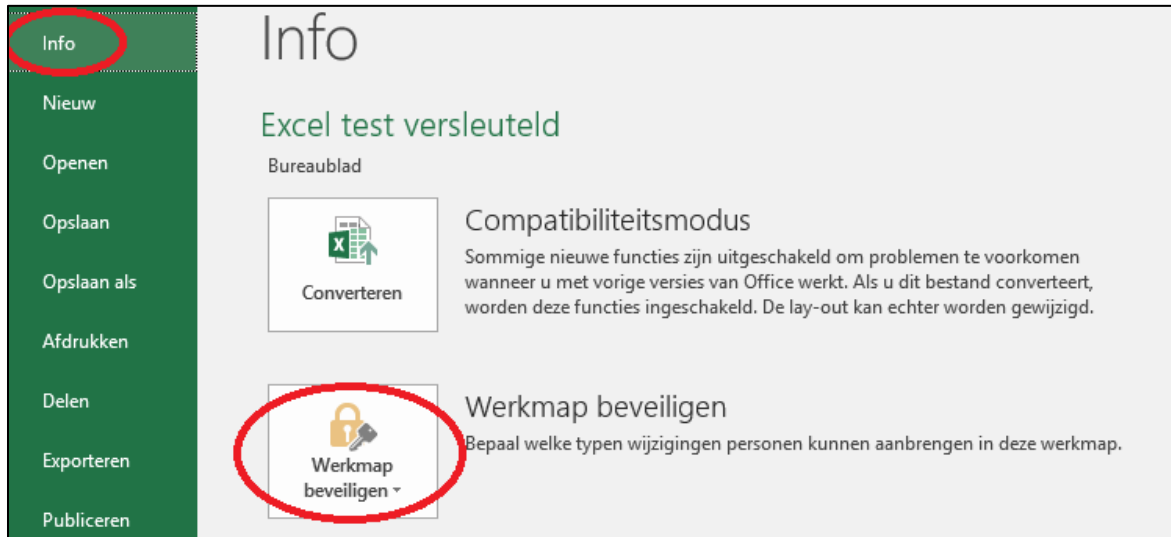 Info
Nieuw
Openen
Opslaan
Opslaan als
Afdrukken
Delen
Exporteren
Publiceren
Info
Excel test versleuteld
Bureaublad
Converteren
Compatibiliteitsmodus
Sommige nieuwe functies zijn uitgeschakeld om problemen te voorkomen
wanneer u met vorige versies van Office werkt. Als u dit bestand converteert,
worden deze functies ingeschakeld. De lay-out kan echter worden gewijzigd.
Werkmap
beveiligen
Werkmap beveiligen
Bepaal welke typen wijzigingen personen kunnen aanbrengen in deze werkmap.